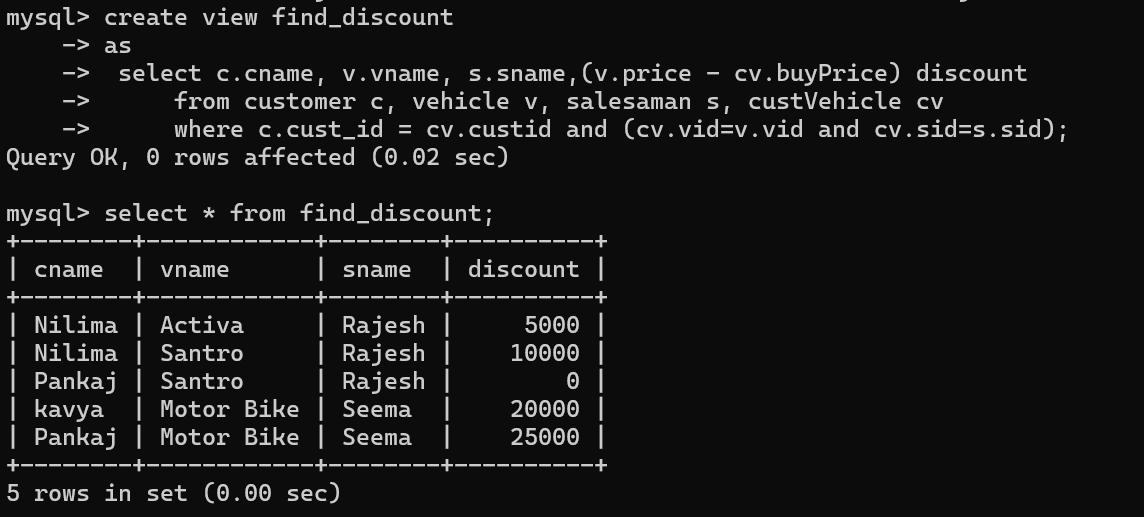 mysql> create view find_discount
    -> as
    ->  select c.cname, v.vname, s.sname,(v.price - cv.buyPrice) discount
    ->      from customer c, vehicle v, salesaman s, custVehicle cv
    ->      where c.cust_id = cv.custid and (cv.vid=v.vid and cv.sid=s.sid);
Query OK, 0 rows affected (0.02 sec)

mysql> select * from find_discount;
+--------+------------+--------+----------+
| cname  | vname      | sname  | discount |
+--------+------------+--------+----------+
| Nilima | Activa     | Rajesh |     5000 |
| Nilima | Santro     | Rajesh |    10000 |
| Pankaj | Santro     | Rajesh |        0 |
| kavya  | Motor Bike | Seema  |    20000 |
| Pankaj | Motor Bike | Seema  |    25000 |
+--------+------------+--------+----------+
5 rows in set (0.00 sec)